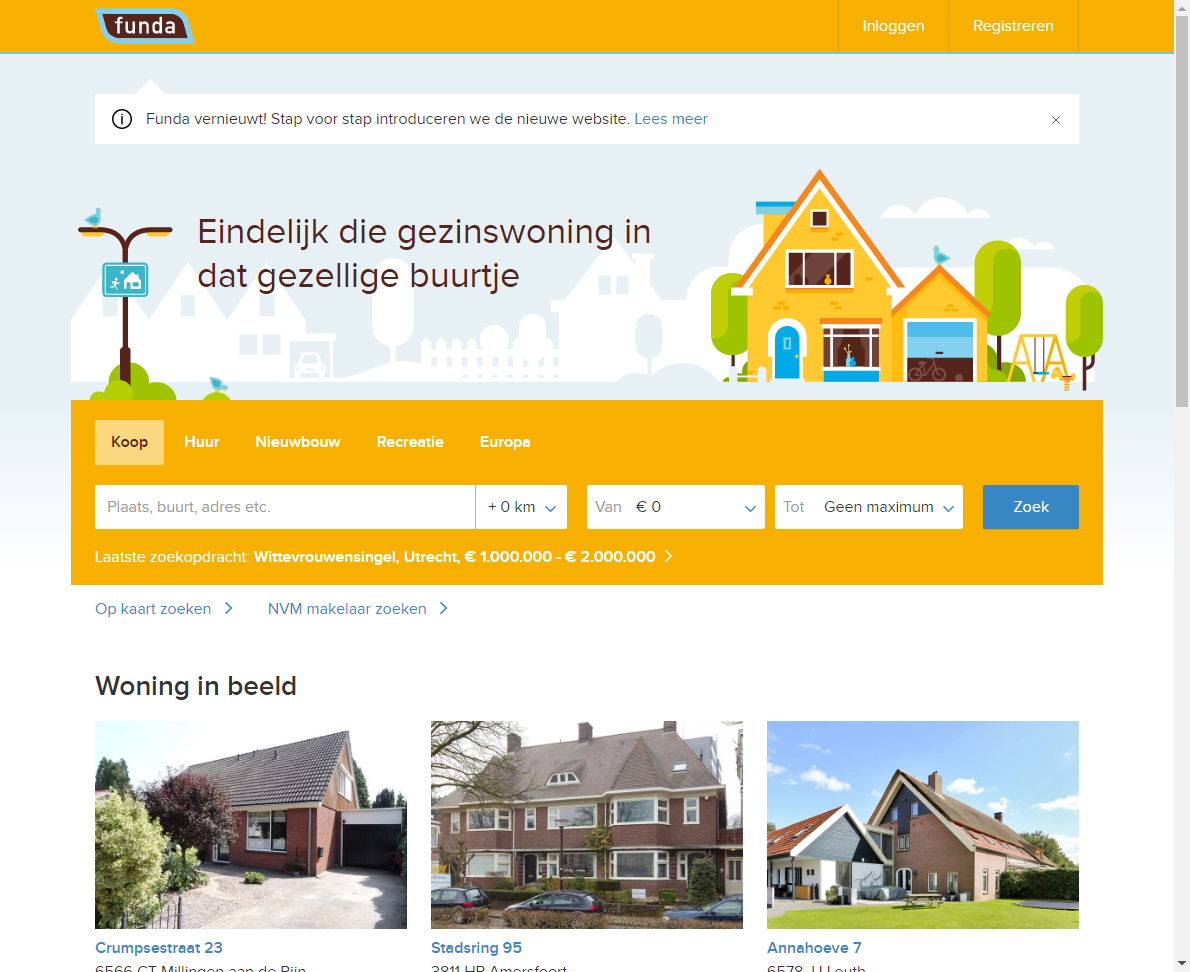 funda
Inloggen
Registreren
Funda vernieuwt! Stap voor stap introduceren we de nieuwe website. Lees meer
Eindelijk die gezinswoning in
dat gezellige buurtje
Koop
Huur
Nieuwbouw
Recreatie
Europa
Plaats, buurt, adres etc.
+ 0 km
Van € 0
Tot Geen maximum
Zoek
Laatste zoekopdracht: Wittevrouwensingel, Utrecht, € 1.000.000 - € 2.000.000
Op kaart zoeken
NVM makelaar zoeken
Woning in beeld
Crumpsestraat 23
Stadsring 95
Annahoeve 7
6566 CT Millingen aan de Rijn
3811 HP Amersfoort
6578 Leuth